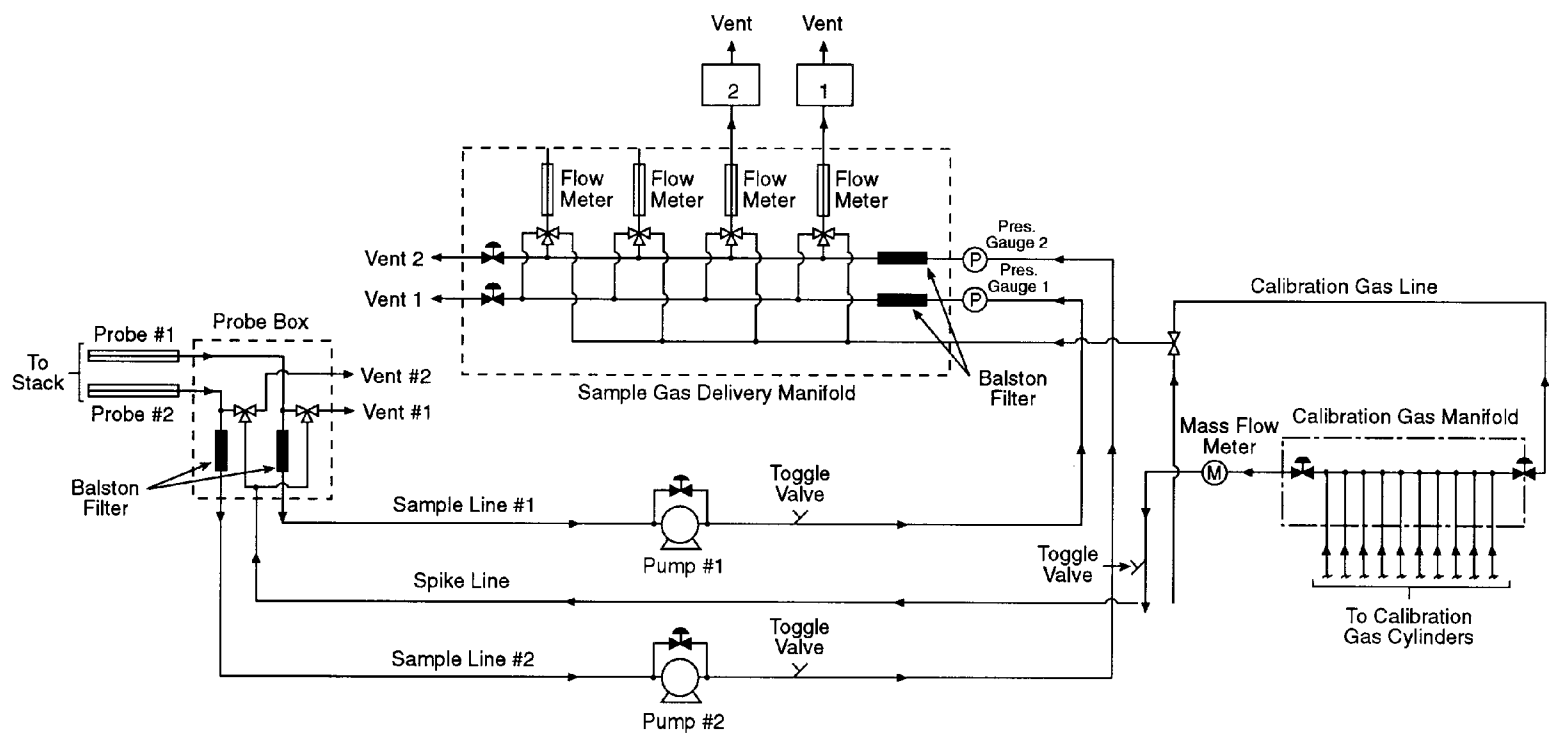 Vent
Vent
2
1
Flow
Meter
Flow
Meter
Flow
Meter
Flow
Meter
Pres.
Gauge 2
P
Vent 2
Pres.
Gauge 1
P
Vent 1
Calibration Gas Line
Probe Box
Probe #1
To
Stack
Vent #2
Probe #2
Vent #1
Sample Gas Delivery Manifold
Balston
Filter
Calibration Gas Manifold
Mass Flow
Meter
M
Balston
Filter
Sample Line #1
Toggle
Valve
Pump #1
Toggle
Valve
Spike Line
To Calibration
Gas Cylinders
Sample Line #2
Toggle
Valve
Pump #2